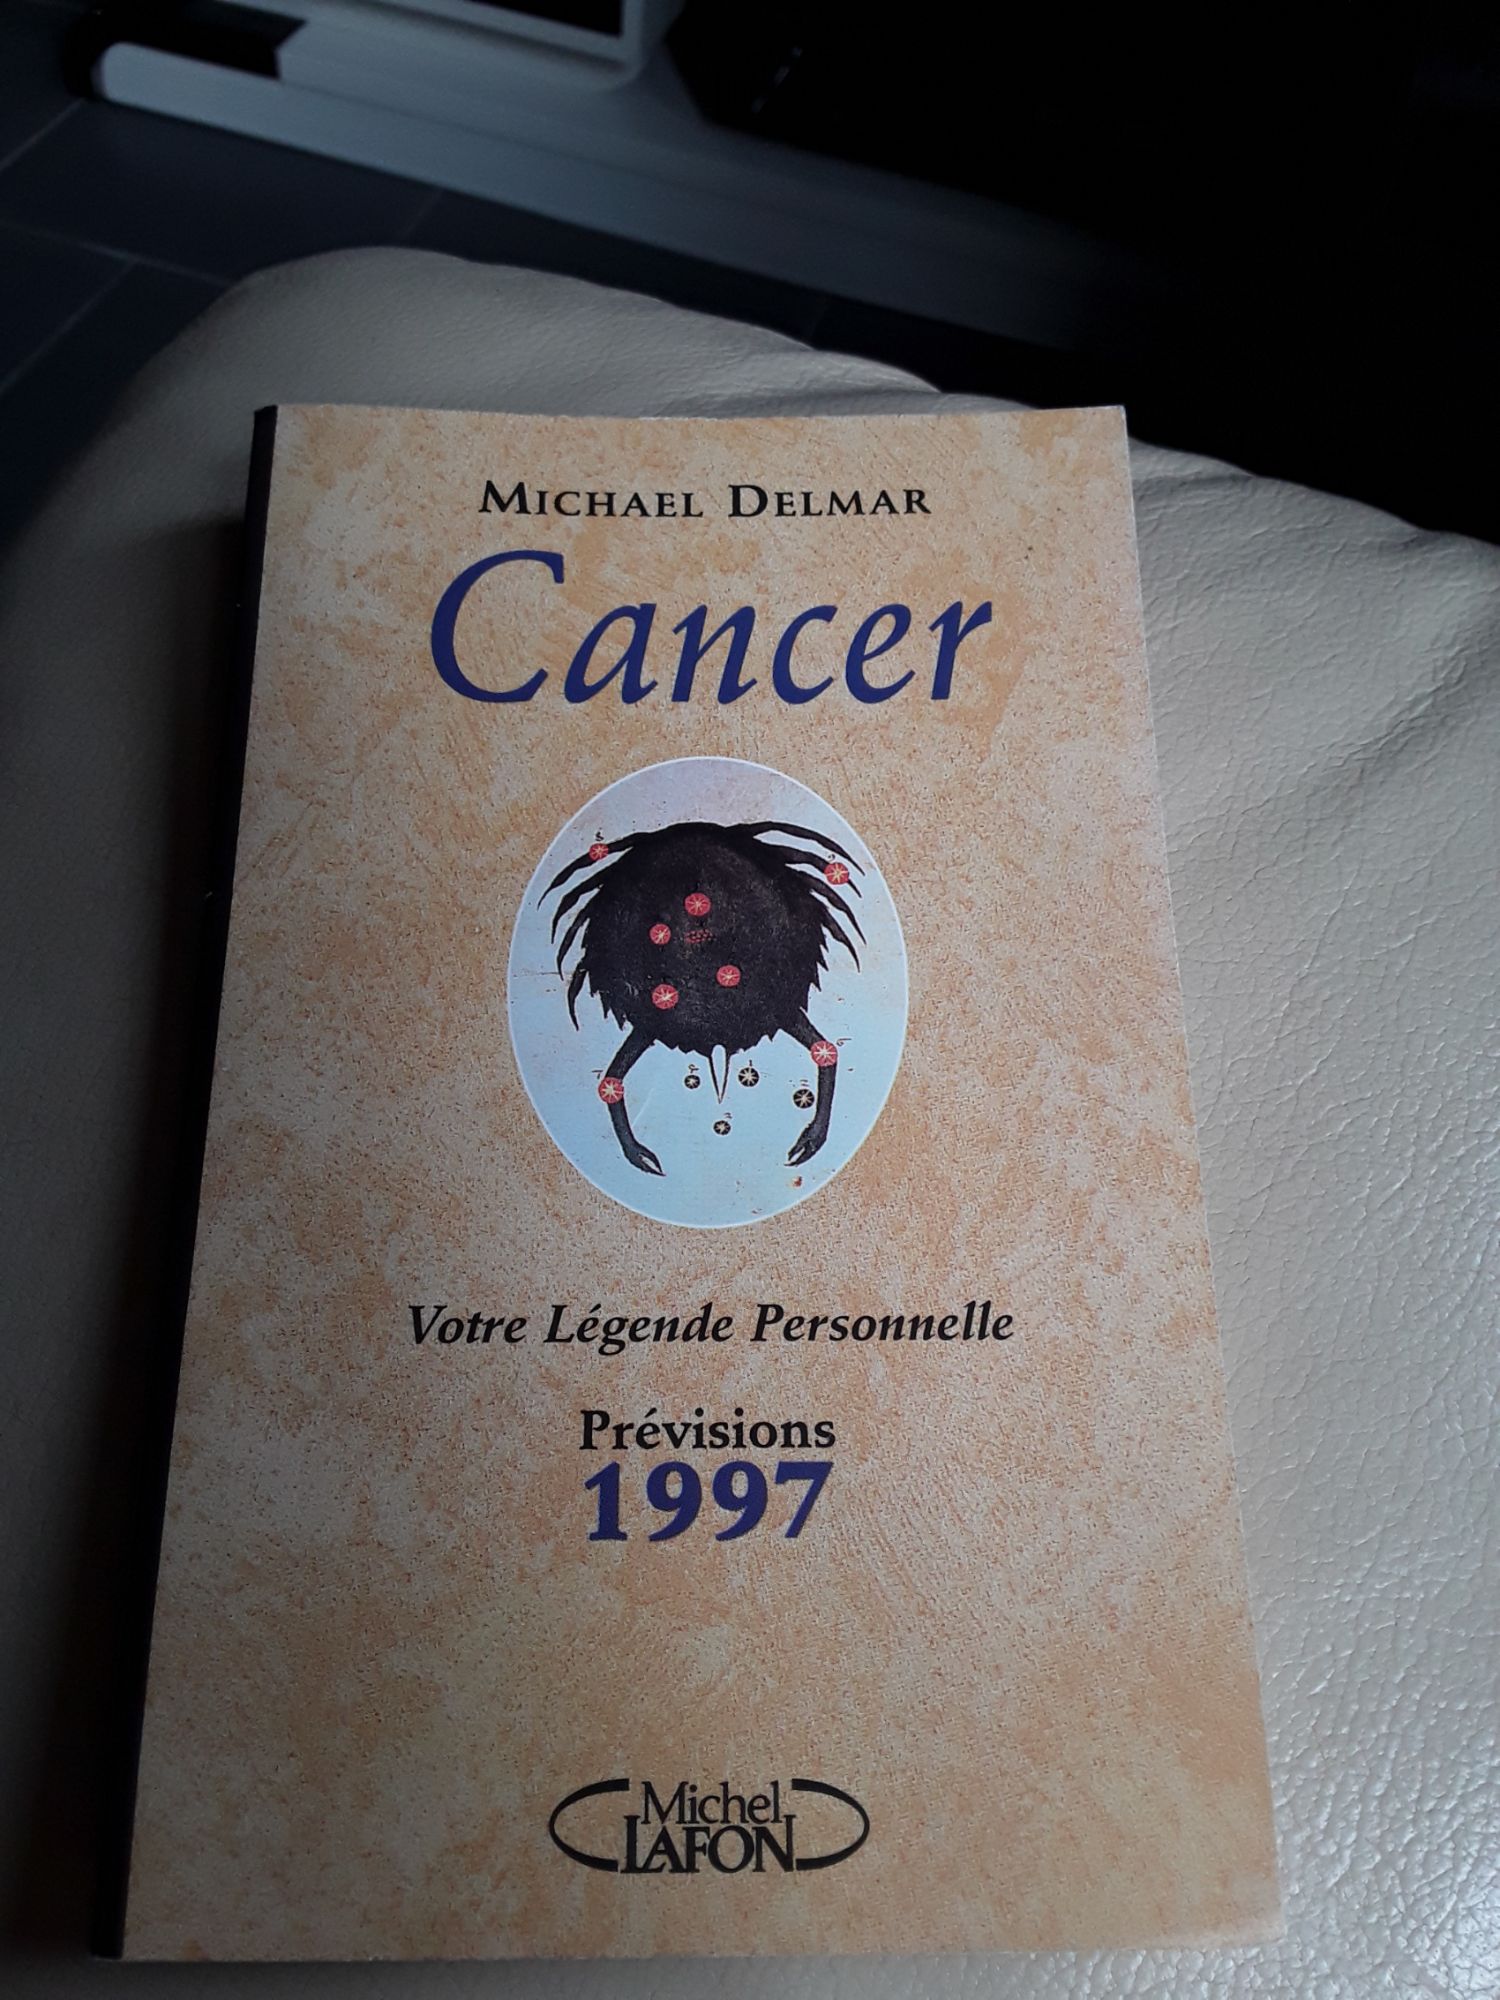 MICHAEL DELMAR
Cancer
Votre Légende Personnelle
Prévisions
1997
Michel
LAFON